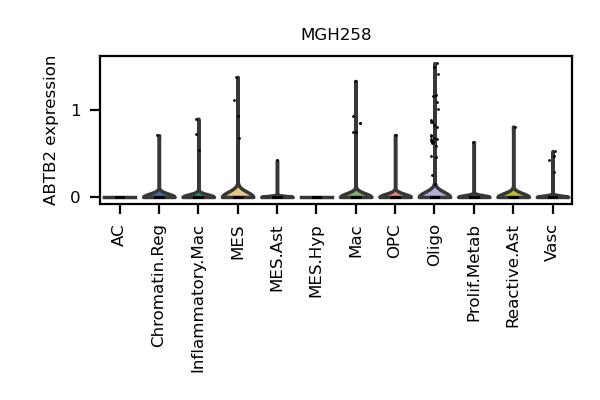 MGH258
ABTB2 expression
1
0
AC
Chromatin.Reg
Inflammatory.Mac
MES
MES.Ast
MES.Hyp
Mac
OPC
Oligo
Prolif.Metab
Reactive.Ast
Vasc